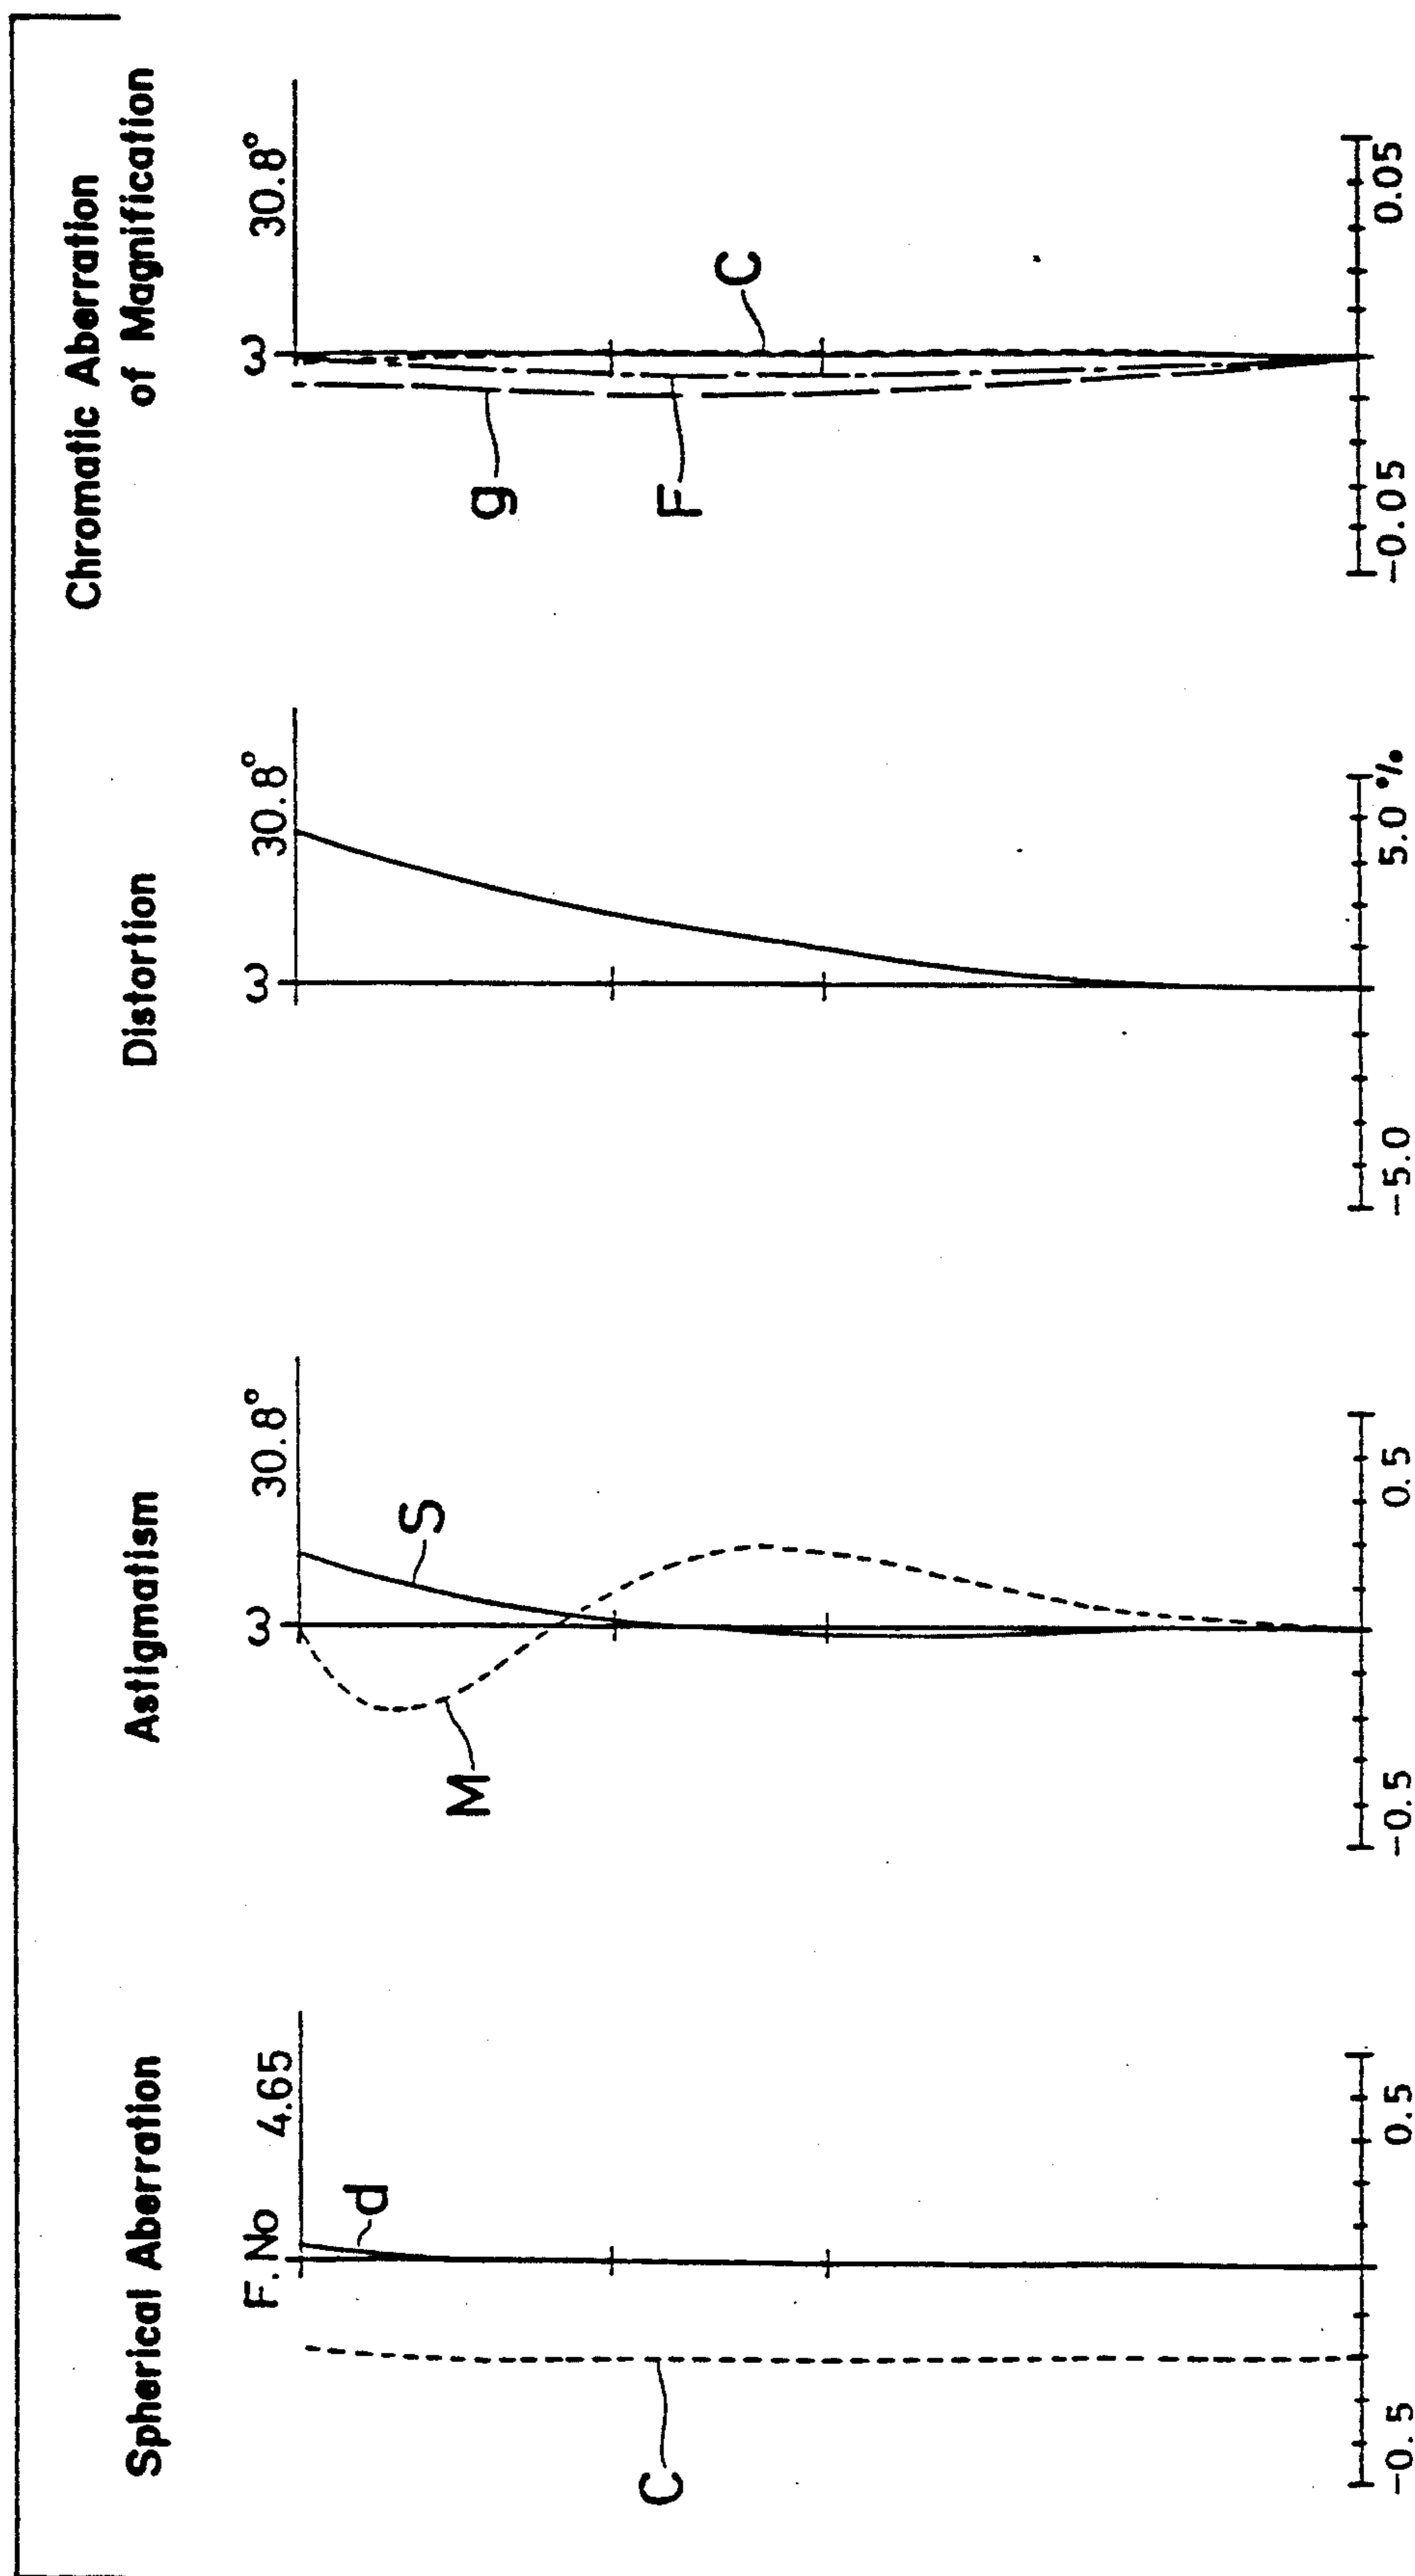 Spherical Aberration
F. No 4.65
d
C
-0.5 0.5
Astigmatism
ω 30.8°
S
M
-0.5 0.5
Distortion
ω 30.8°
-5.0 5.0 %
Chromatic Aberration
of Magnification
ω 30.8°
g
F
C
-0.05 0.05